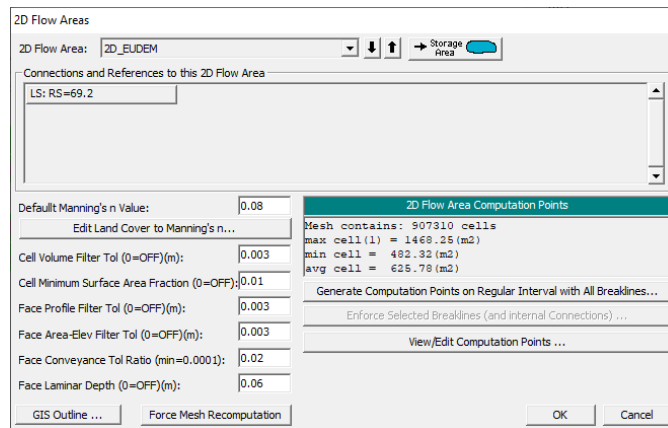 2D Flow Areas
2D Flow Area: 2D_EUDEM
Storage
Area
Connections and References to this 2D Flow Area
LS: RS=69.2
Defaullt Manning's n Value: 0.08
Edit Land Cover to Manning's n...
Cell Volume Filter Tol (0=OFF)(m): 0.003
Cell Minimum Surface Area Fraction (0=OFF): 0.01
Face Profile Filter Tol (0=OFF)(m): 0.003
Face Area-Elev Filter Tol (0=OFF)(m): 0.003
Face Conveyance Tol Ratio (min=0.0001): 0.02
Face Laminar Depth (0=OFF)(m): 0.06
2D Flow Area Computation Points
Mesh contains: 907310 cells
max cell(1) = 1468.25(m2)
min cell = 482.32(m2)
avg cell = 625.78(m2)
Generate Computation Points on Regular Interval with All Breaklines...
Enforce Selected Breaklines (and internal Connections) ...
View/Edit Computation Points ...
GIS Outline ... Force Mesh Recomputation OK Cancel